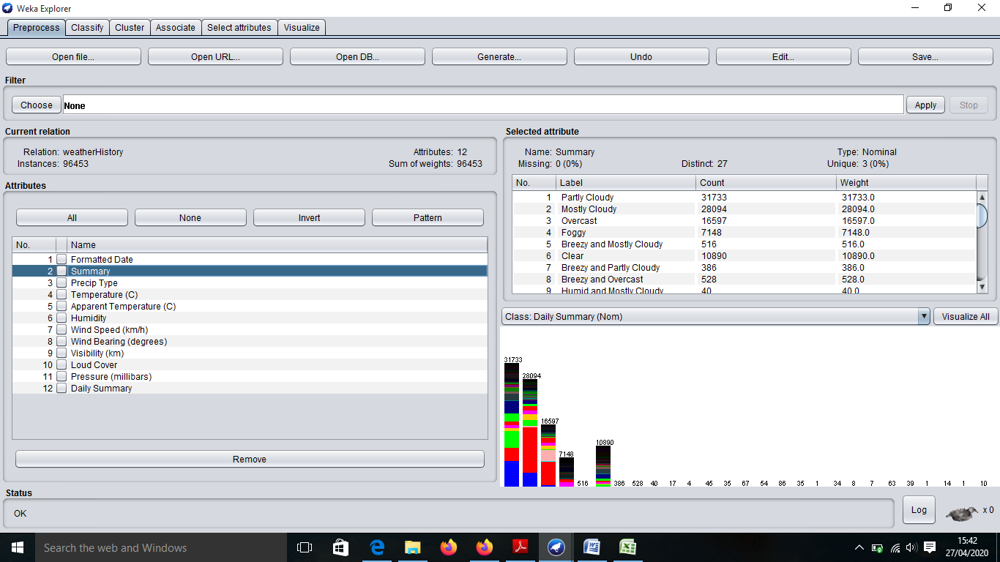 Weka Explorer
Preprocess Classify Cluster Associate Select attributes Visualize
Open file... Open URL... Open DB... Generate... Undo Edit... Save...
Filter
Choose None Apply Stop
Current relation
Relation: weatherHistory Attributes: 12
Instances: 96453 Sum of weights: 96453
Attributes
All None Invert Pattern
No. Name
1 Formatted Date
2 Summary
3 Precip Type
4 Temperature (C)
5 Apparent Temperature (C)
6 Humidity
7 Wind Speed (km/h)
8 Wind Bearing (degrees)
9 Visibility (km)
10 Loud Cover
11 Pressure (millibars)
12 Daily Summary
Remove
Selected attribute
Name: Summary Type: Nominal
Missing: 0 (0%) Distinct: 27 Unique: 3 (0%)
No. Label Count Weight
1 Partly Cloudy 31733 31733.0
2 Mostly Cloudy 28094 28094.0
3 Overcast 16597 16597.0
4 Foggy 7148 7148.0
5 Breezy and Mostly Cloudy 516 516.0
6 Clear 10890 10890.0
7 Breezy and Partly Cloudy 386 386.0
8 Breezy and Overcast 528 528.0
9 Humid and Mostly Cloudy 40 40.0
Class: Daily Summary (Nom) Visualize All
31733
28094
16597
10890
7148
516 386 528 40 17 4 45 35 67 54 86 35 1 34 8 7 63 39 1 14 1 10
Status
OK
Log x 0
Search the web and Windows
15:42
27/04/2020